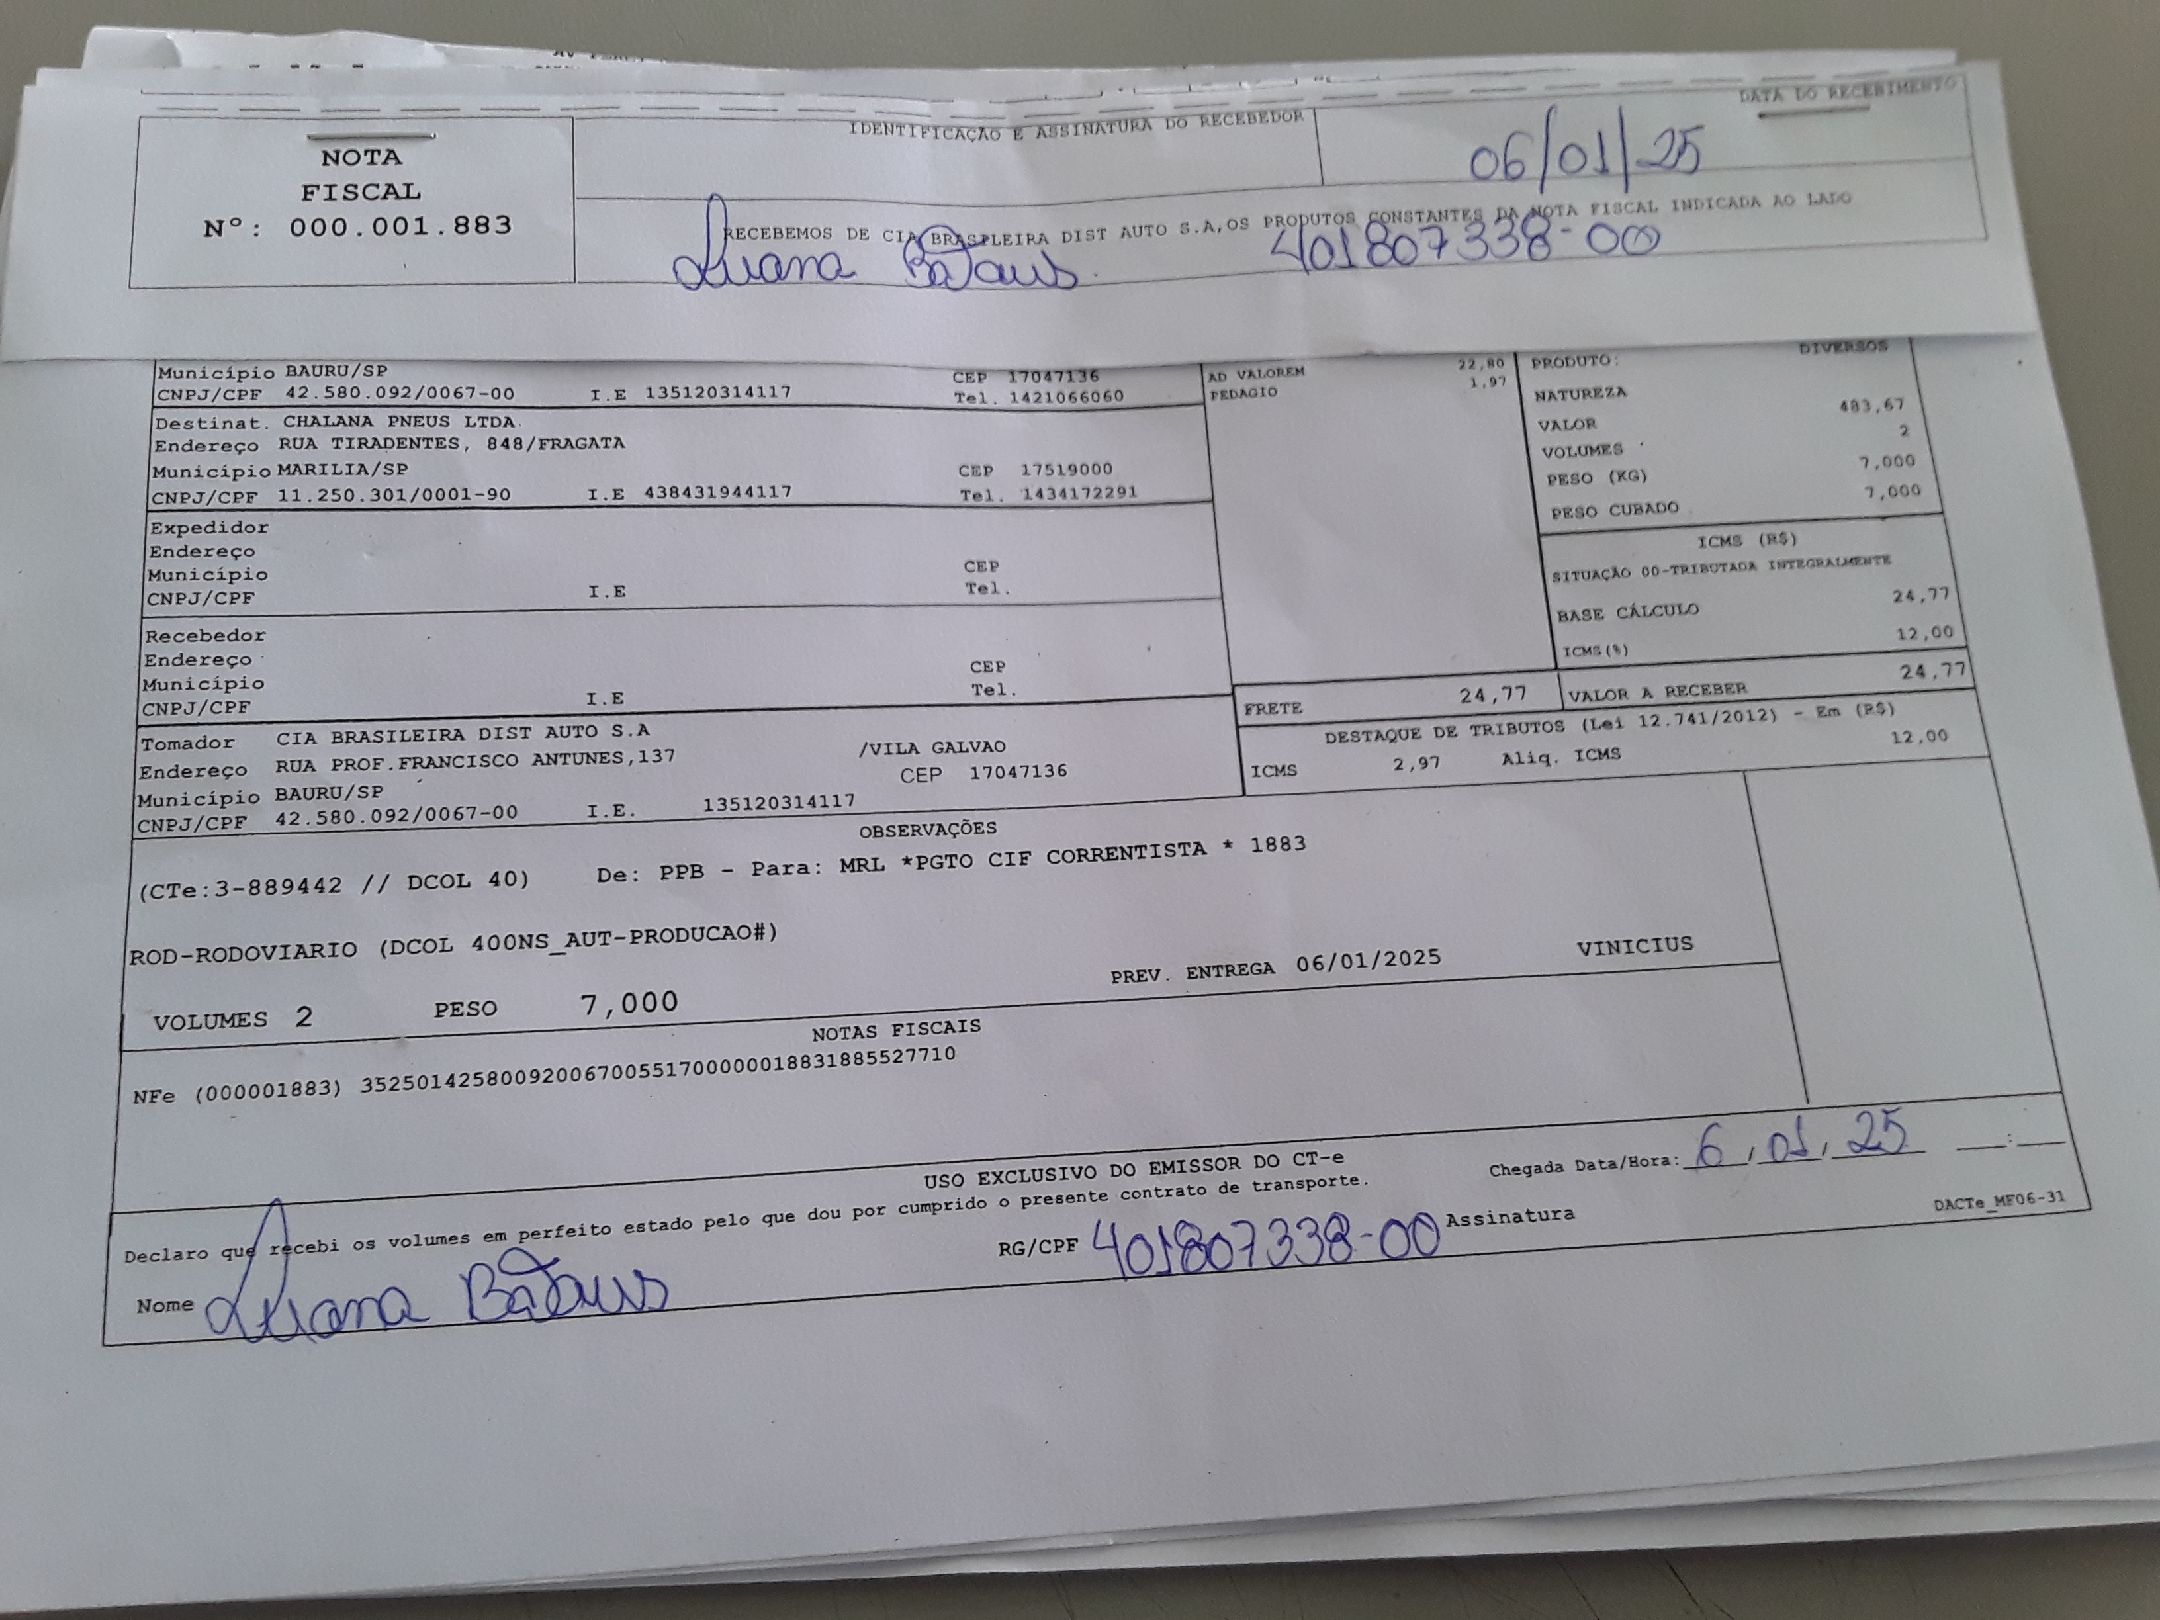 IDENTIFICAÇÃO E ASSINATURA DO RECEBEDOR
DATA DO RECEBIMENTO
06/01/25
NOTA
FISCAL
Nº: 000.001.883
RECEBEMOS DE CIA BRASILEIRA DIST AUTO S.A,OS PRODUTOS CONSTANTES DA NOTA FISCAL INDICADA AO LADO
Luana 401807338-00
Município BAURU/SP CEP 17047136
CNPJ/CPF 42.580.092/0067-00 I.E 135120314117 Tel. 1421066060
Destinat. CHALANA PNEUS LTDA.
Endereço RUA TIRADENTES, 848/FRAGATA
Município MARILIA/SP CEP 17519000
CNPJ/CPF 11.250.301/0001-90 I.E 438431944117 Tel. 1434172291
Expedidor
Endereço
Município CEP
CNPJ/CPF I.E Tel.
Recebedor
Endereço
Município CEP
CNPJ/CPF I.E Tel.
Tomador CIA BRASILEIRA DIST AUTO S.A
Endereço RUA PROF.FRANCISCO ANTUNES,137 /VILA GALVAO
Município BAURU/SP CEP 17047136
CNPJ/CPF 42.580.092/0067-00 I.E. 135120314117
AD VALOREM 22,80
PEDAGIO 1,97
PRODUTO: DIVERSOS
NATUREZA
VALOR 483,67
VOLUMES 2
PESO (KG) 7,000
PESO CUBADO 7,000
ICMS (R$)
SITUAÇÃO 00-TRIBUTADA INTEGRALMENTE
BASE CÁLCULO 24,77
ICMS(%) 12,00
FRETE 24,77 VALOR A RECEBER 24,77
DESTAQUE DE TRIBUTOS (Lei 12.741/2012) - Em (R$)
ICMS 2,97 Aliq. ICMS 12,00
OBSERVAÇÕES
(CTe:3-889442 // DCOL 40) De: PPB - Para: MRL *PGTO CIF CORRENTISTA * 1883
ROD-RODOVIARIO (DCOL 400NS_AUT-PRODUCAO#)
PREV. ENTREGA 06/01/2025 VINICIUS
VOLUMES 2 PESO 7,000
NOTAS FISCAIS
NFe (000001883) 35250142580092006700551700000018831885527710
USO EXCLUSIVO DO EMISSOR DO CT-e
Chegada Data/Hora: 6/01/25 __:__
Declaro que recebi os volumes em perfeito estado pelo que dou por cumprido o presente contrato de transporte.
DACTe_MF06-31
Nome Luana RG/CPF 401807338-00 Assinatura